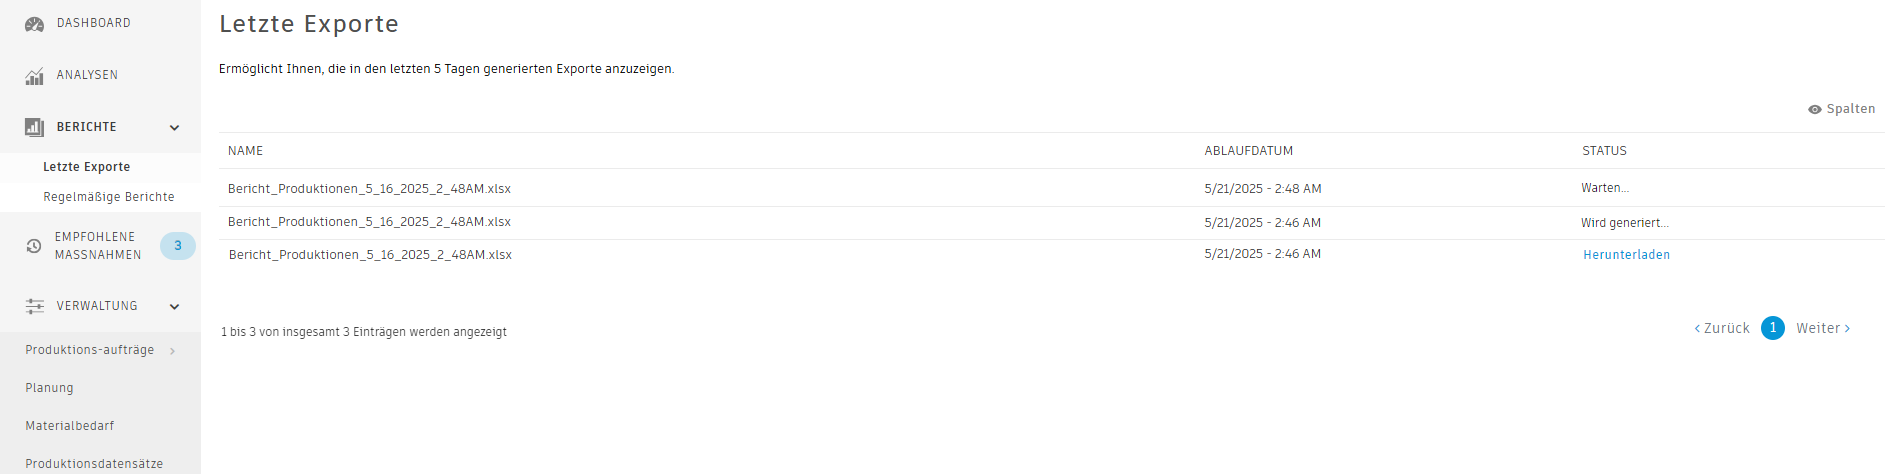 DASHBOARD
ANALYSEN
BERICHTE
Letzte Exporte
Regelmäßige Berichte
EMPFOHLENE
MASSNAHMEN
3
VERWALTUNG
Produktions-aufträge
Planung
Materialbedarf
Produktionsdatensätze
Letzte Exporte
Ermöglicht Ihnen, die in den letzten 5 Tagen generierten Exporte anzuzeigen.
Spalten
NAME ABLAUFDATUM STATUS
Bericht_Produktionen_5_16_2025_2_48AM.xlsx 5/21/2025 - 2:48 AM Warten...
Bericht_Produktionen_5_16_2025_2_48AM.xlsx 5/21/2025 - 2:46 AM Wird generiert...
Bericht_Produktionen_5_16_2025_2_48AM.xlsx 5/21/2025 - 2:46 AM Herunterladen
1 bis 3 von insgesamt 3 Einträgen werden angezeigt
‹ Zurück 1 Weiter ›